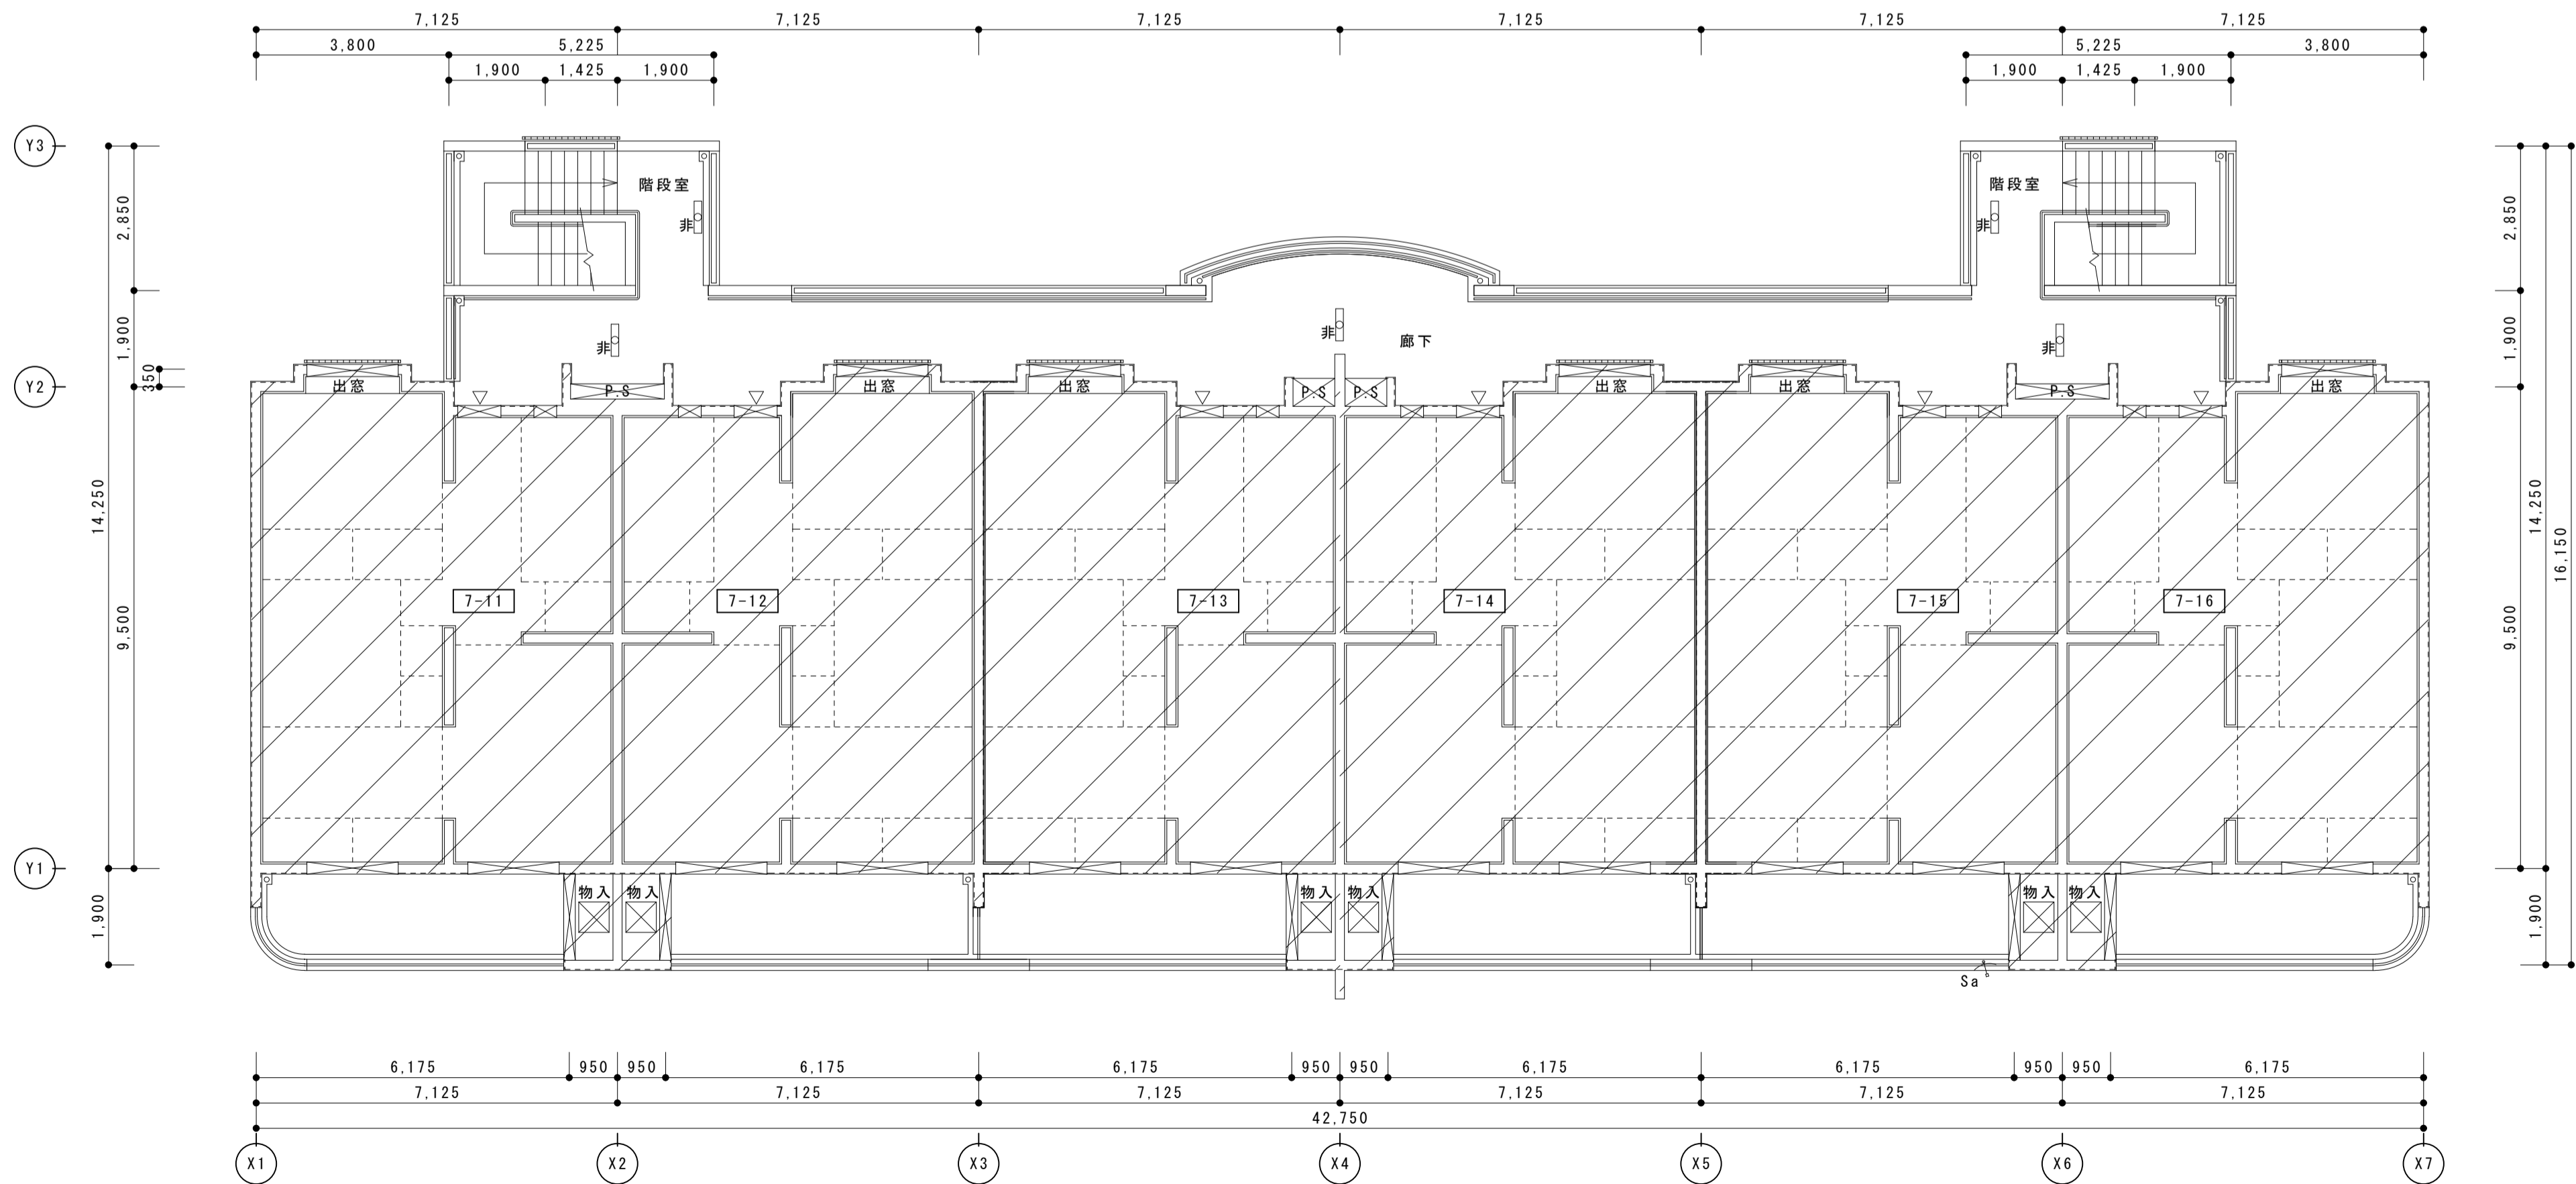 7,125 7,125 7,125 7,125 7,125 7,125
3,800 5,225 5,225 3,800
1,900 1,425 1,900 1,900 1,425 1,900
Y3
階段室 階段室
2,850 2,850
非 非
非
廊下
非 非
1,900 1,900
350
Y2
出窓 P.S 出窓 出窓 P.S P.S 出窓 出窓 P.S 出窓
14,250 14,250
16,150
9,500 9,500
7-11 7-12 7-13 7-14 7-15 7-16
Y1
物入 物入 物入 物入 物入 物入
1,900 1,900
Sa
6,175 950 950 6,175 6,175 950 950 6,175 6,175 950 950 6,175
7,125 7,125 7,125 7,125 7,125 7,125
42,750
X1 X2 X3 X4 X5 X6 X7